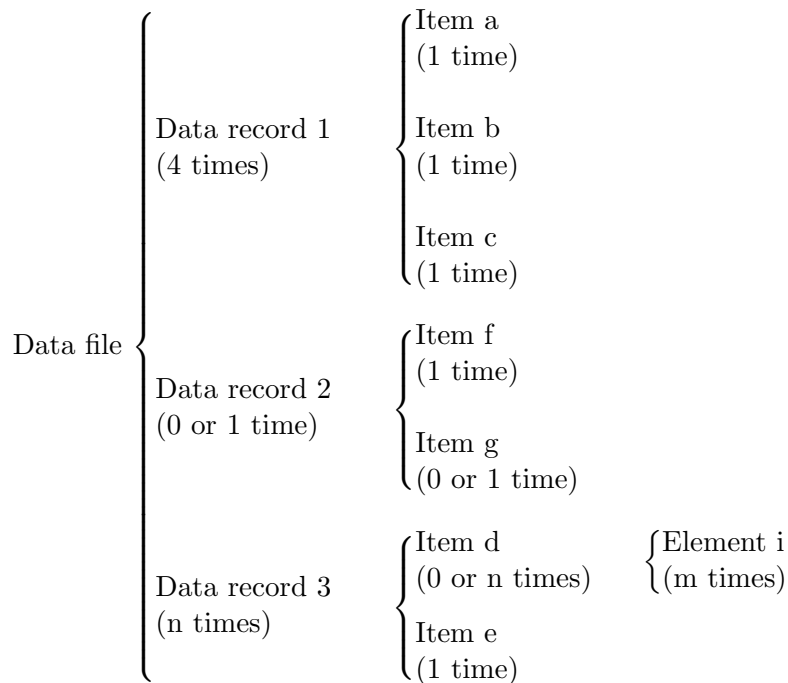 Data file
Data record 1
(4 times)
Item a
(1 time)
Item b
(1 time)
Item c
(1 time)
Data record 2
(0 or 1 time)
Item f
(1 time)
Item g
(0 or 1 time)
Data record 3
(n times)
Item d
(0 or n times)
Element i
(m times)
Item e
(1 time)